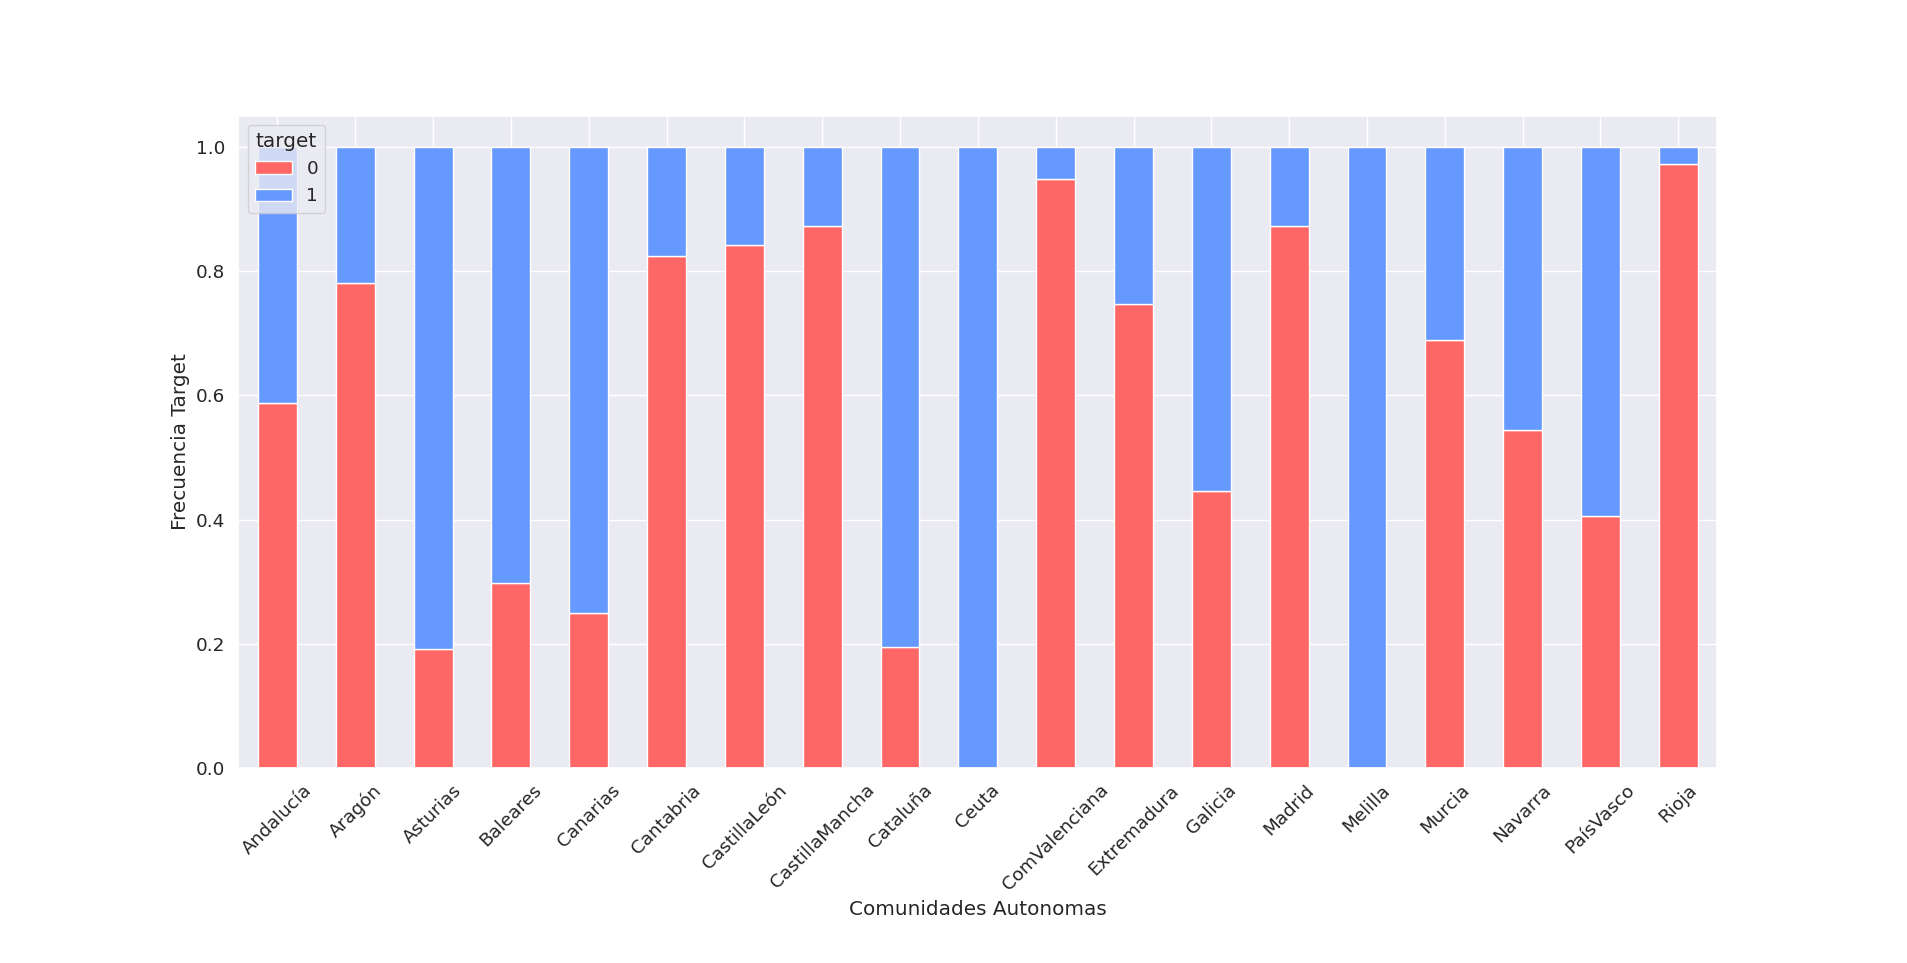 target
0
1
1.0
0.8
0.6
0.4
0.2
0.0
Frecuencia Target
Andalucía
Aragón
Asturias
Baleares
Canarias
Cantabria
CastillaLeón
CastillaMancha
Cataluña
Ceuta
ComValenciana
Extremadura
Galicia
Madrid
Melilla
Murcia
Navarra
PaísVasco
Rioja
Comunidades Autonomas